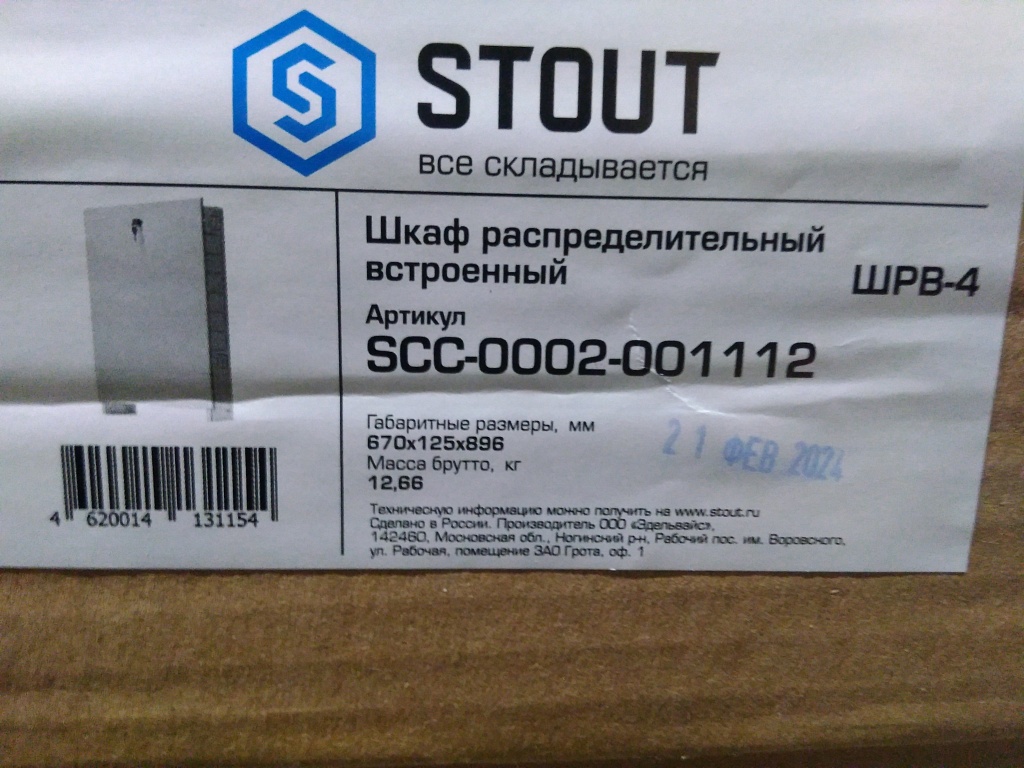 STOUT
все складывается
Шкаф распределительный
встроенный
ШРВ-4
Артикул
SCC-0002-001112
Габаритные размеры, мм
670x125x896
Масса брутто, кг
12,66
21 ФЕВ 2024
4 620014 131154
Техническую информацию можно получить на www.stout.ru
Сделано в России. Производитель ООО «Эдельвайс»,
142460, Московская обл., Ногинский р-н, Рабочий пос. им. Воровского,
ул. Рабочая, помещение ЗАО Грота, оф. 1